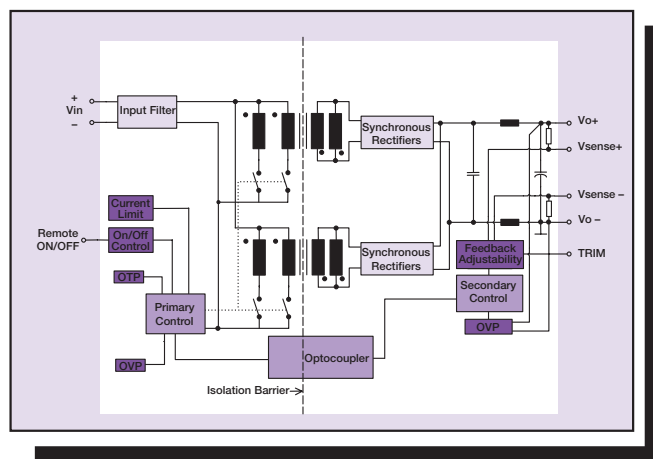 +
Vin
–
Input Filter
Synchronous
Rectifiers
Vo+
Vsense+
Vsense –
Vo –
Current
Limit
Remote
ON/OFF
On/Off
Control
OTP
Primary
Control
OVP
Synchronous
Rectifiers
Feedback
Adjustability
TRIM
Secondary
Control
OVP
Optocoupler
Isolation Barrier